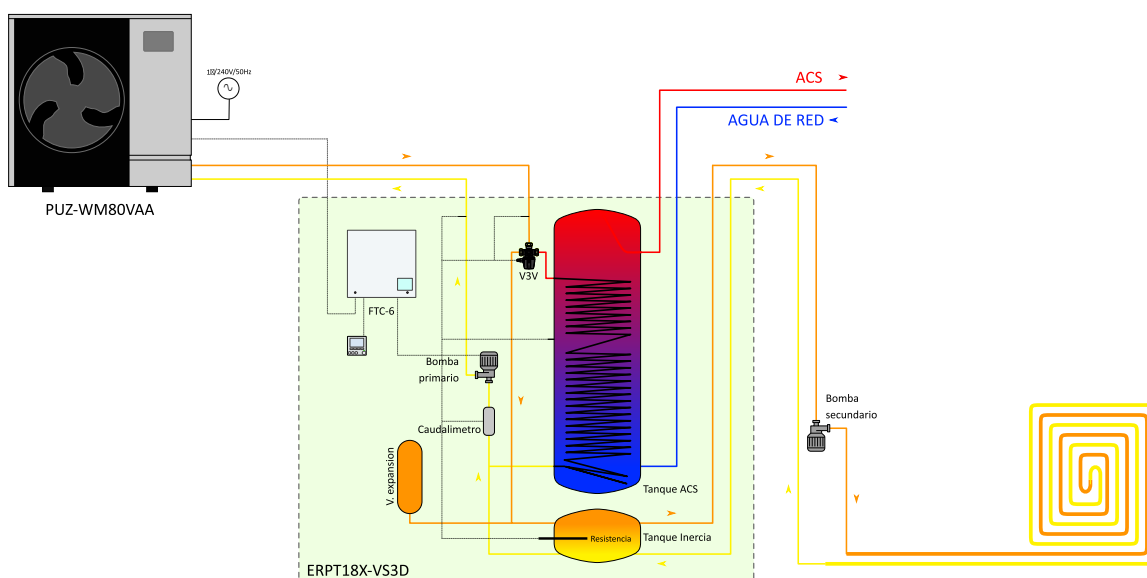 1Ⅲ/240V/50Hz
ACS
AGUA DE RED
PUZ-WM80VAA
V3V
FTC-6
Bomba
primario
Bomba
secundario
Caudalimetro
V. expansion
Tanque ACS
Tanque Inercia
Resistencia
ERPT18X-VS3D